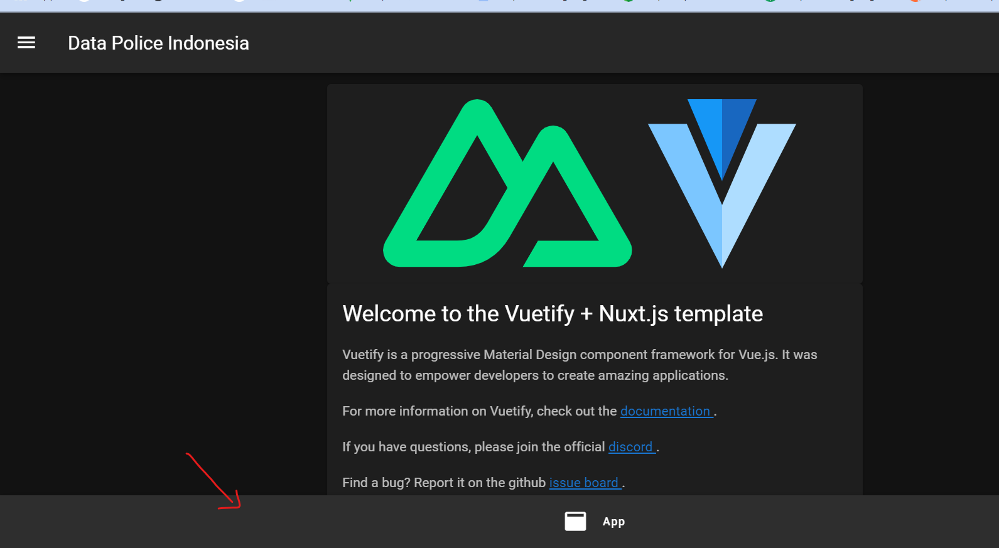 Data Police Indonesia
Welcome to the Vuetify + Nuxt.js template
Vuetify is a progressive Material Design component framework for Vue.js. It was
designed to empower developers to create amazing applications.
For more information on Vuetify, check out the documentation .
If you have questions, please join the official discord .
Find a bug? Report it on the github issue board .
App